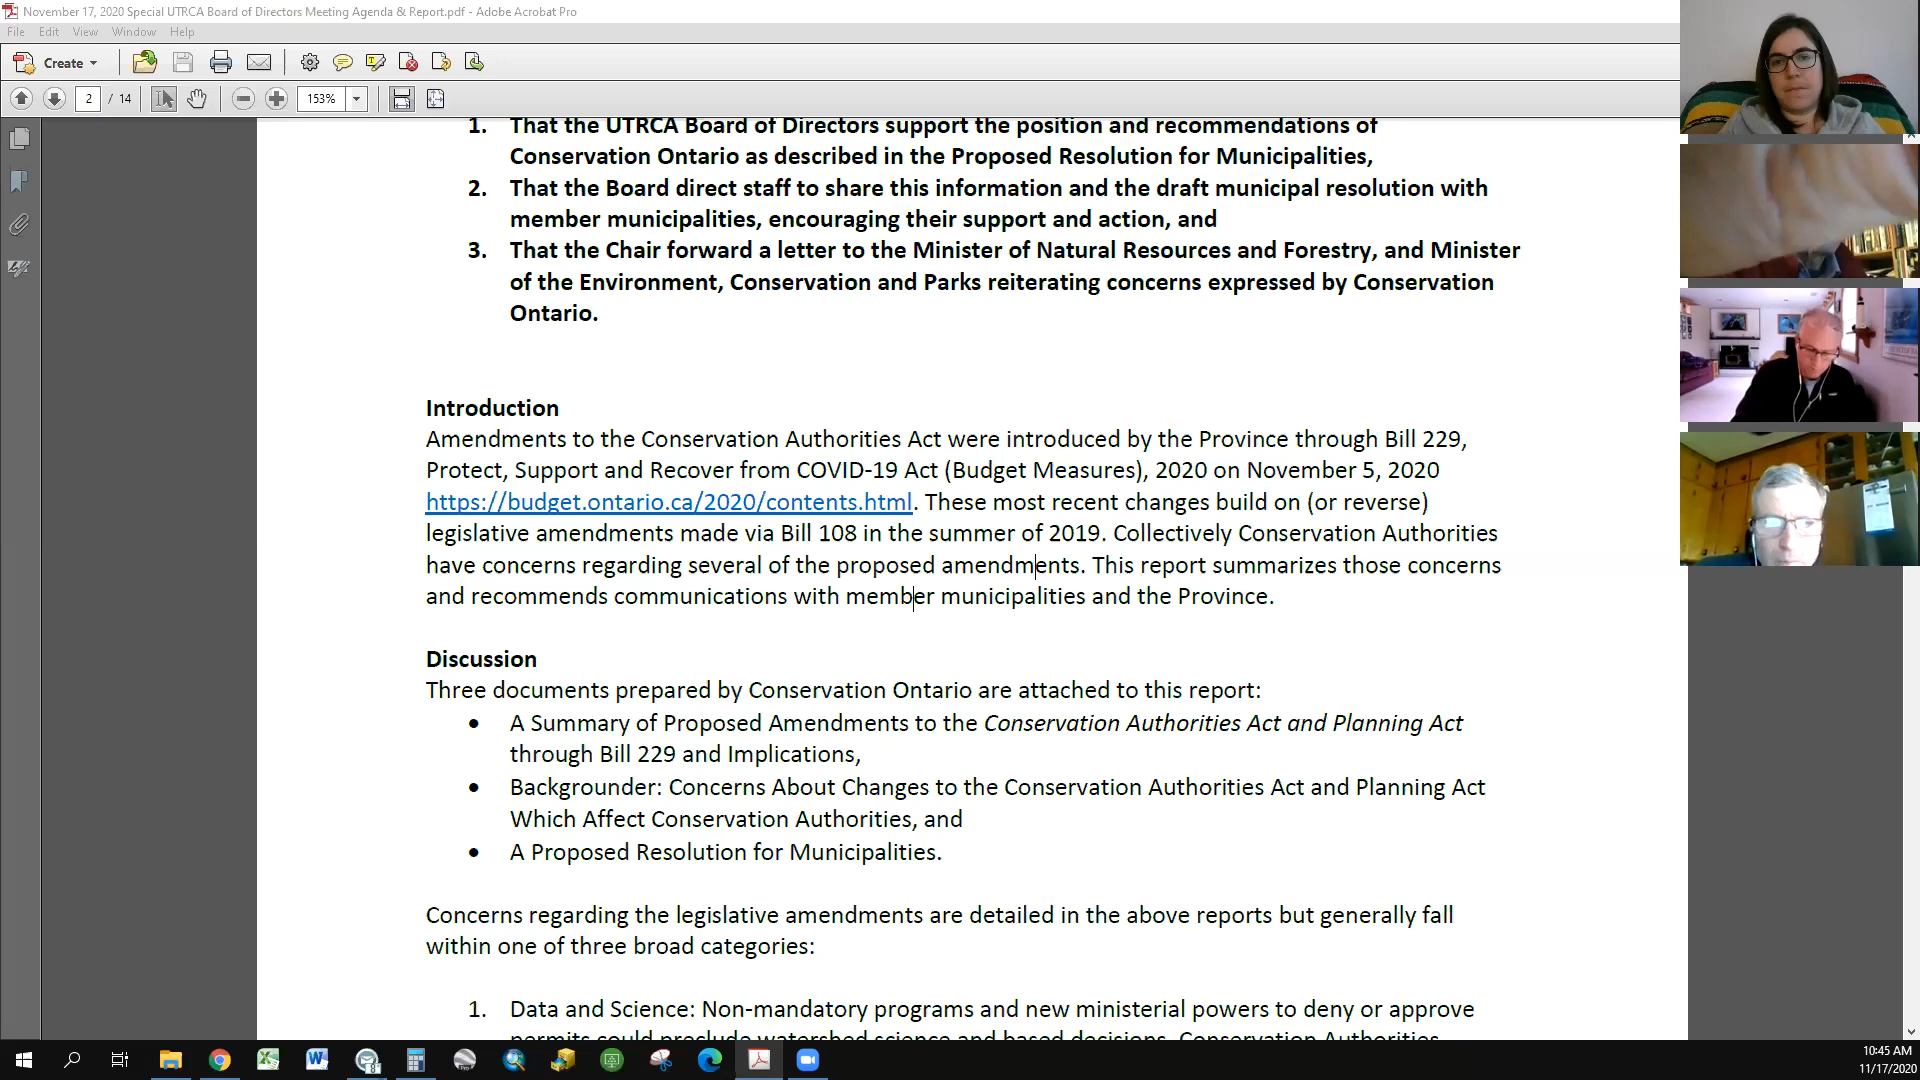 November 17, 2020 Special UTRCA Board of Directors Meeting Agenda & Report.pdf - Adobe Acrobat Pro
File Edit View Window Help
Create
2 / 14 153%
1. That the UTRCA Board of Directors support the position and recommendations of
Conservation Ontario as described in the Proposed Resolution for Municipalities,
2. That the Board direct staff to share this information and the draft municipal resolution with
member municipalities, encouraging their support and action, and
3. That the Chair forward a letter to the Minister of Natural Resources and Forestry, and Minister
of the Environment, Conservation and Parks reiterating concerns expressed by Conservation
Ontario.
Introduction
Amendments to the Conservation Authorities Act were introduced by the Province through Bill 229,
Protect, Support and Recover from COVID-19 Act (Budget Measures), 2020 on November 5, 2020
https://budget.ontario.ca/2020/contents.html. These most recent changes build on (or reverse)
legislative amendments made via Bill 108 in the summer of 2019. Collectively Conservation Authorities
have concerns regarding several of the proposed amendments. This report summarizes those concerns
and recommends communications with member municipalities and the Province.
Discussion
Three documents prepared by Conservation Ontario are attached to this report:
• A Summary of Proposed Amendments to the Conservation Authorities Act and Planning Act
through Bill 229 and Implications,
• Backgrounder: Concerns About Changes to the Conservation Authorities Act and Planning Act
Which Affect Conservation Authorities, and
• A Proposed Resolution for Municipalities.
Concerns regarding the legislative amendments are detailed in the above reports but generally fall
within one of three broad categories:
1. Data and Science: Non-mandatory programs and new ministerial powers to deny or approve
permits could preclude watershed science and based decisions. Conservation Authorities
10:45 AM
11/17/2020